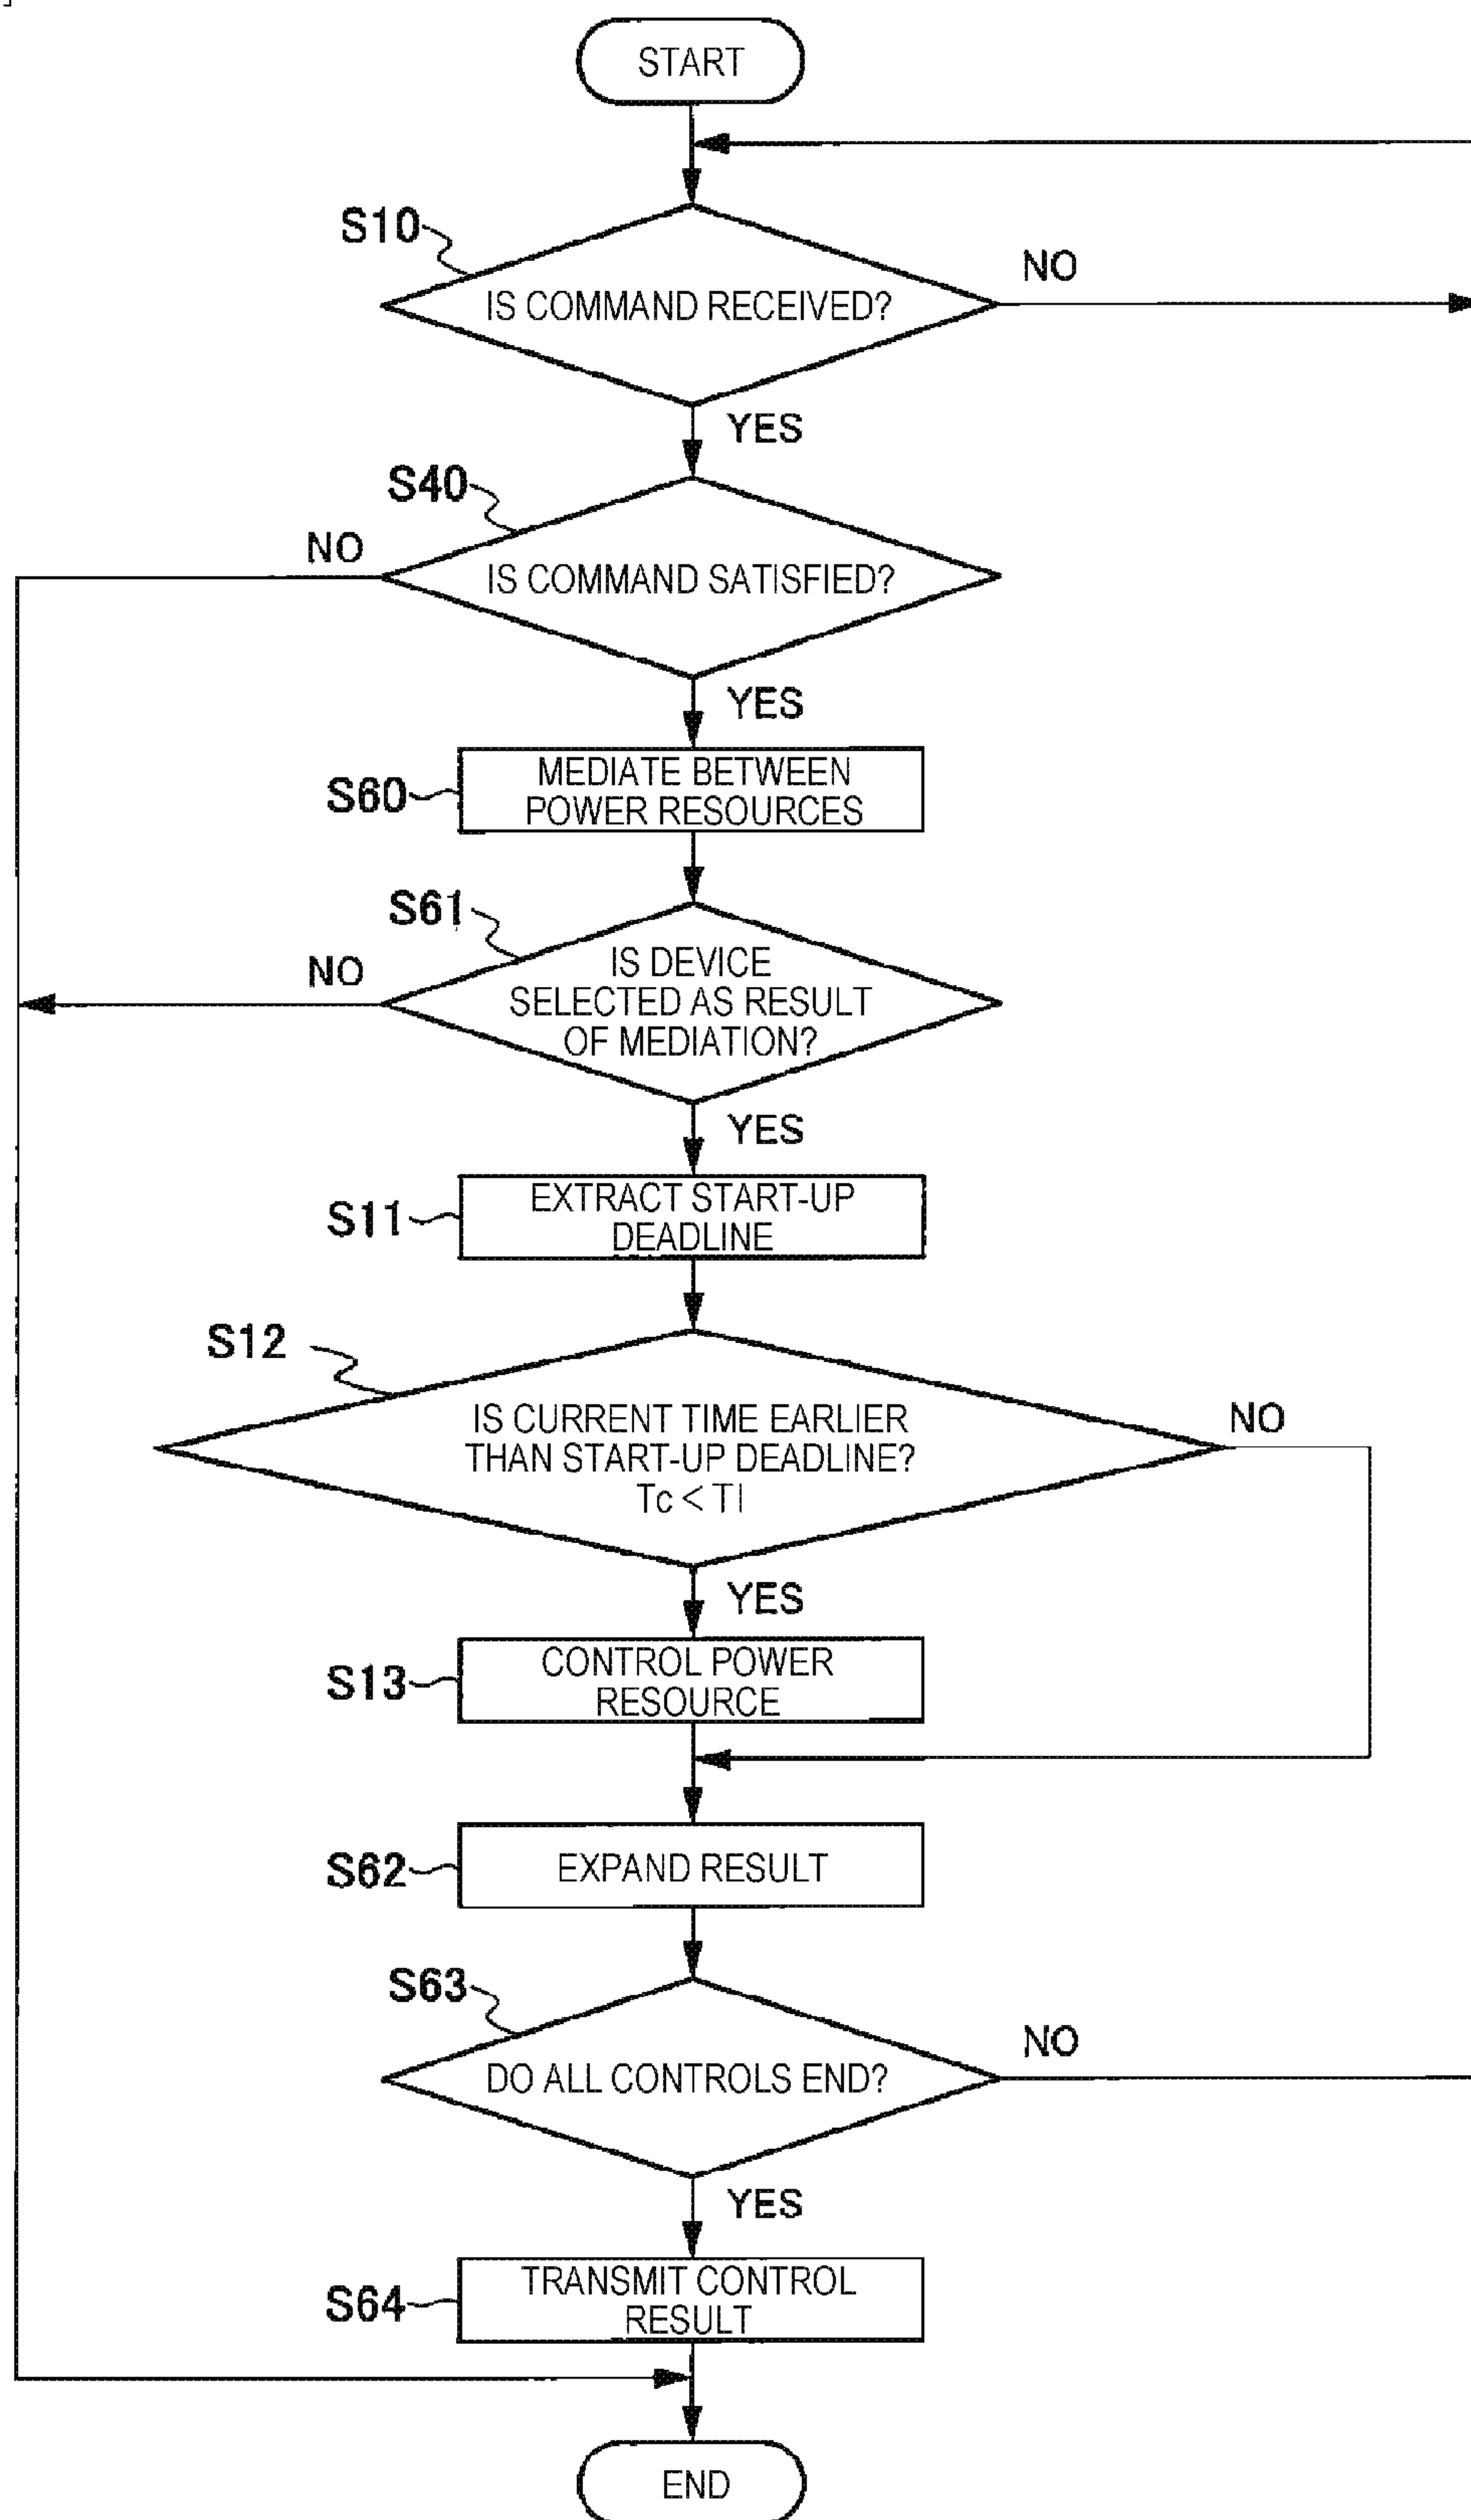 START
S10
NO
IS COMMAND RECEIVED?
YES
S40
NO
IS COMMAND SATISFIED?
YES
S60
MEDIATE BETWEEN
POWER RESOURCES
S61
NO
IS DEVICE
SELECTED AS RESULT
OF MEDIATION?
YES
S11
EXTRACT START-UP
DEADLINE
S12
NO
IS CURRENT TIME EARLIER
THAN START-UP DEADLINE?
Tc < Tl
YES
S13
CONTROL POWER
RESOURCE
S62
EXPAND RESULT
S63
NO
DO ALL CONTROLS END?
YES
S64
TRANSMIT CONTROL
RESULT
END